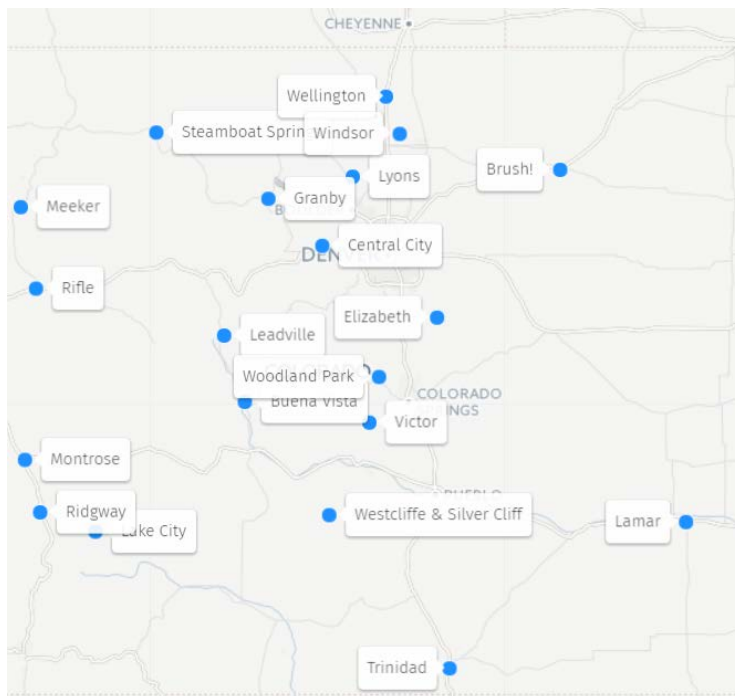 CHEYENNE
Wellington
Steamboat Sprin
Windsor
Brush!
Lyons
Meeker
Granby
Central City
DEN
Rifle
Elizabeth
Leadville
Woodland Park
COLORADO
SPRINGS
Buena Vista
Victor
Montrose
PUEBLO
Ridgway
Westcliffe & Silver Cliff
Lamar
Lake City
Trinidad